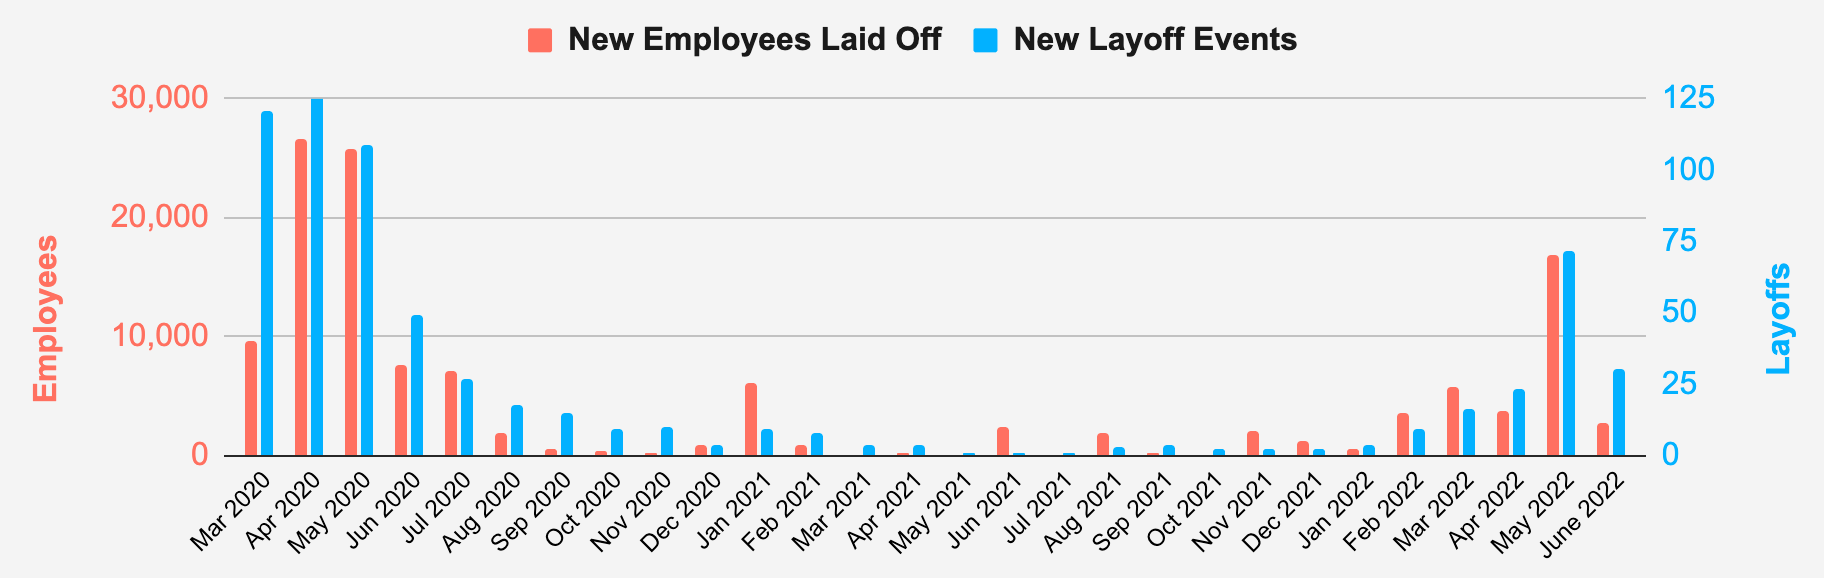 New Employees Laid Off New Layoff Events
30,000 125
100
20,000
75
50
10,000
25
0 0
Employees
Layoffs
Mar 2020 Apr 2020 May 2020 Jun 2020 Jul 2020 Aug 2020 Sep 2020 Oct 2020 Nov 2020 Dec 2020 Jan 2021 Feb 2021 Mar 2021 Apr 2021 May 2021 Jun 2021 Jul 2021 Aug 2021 Sep 2021 Oct 2021 Nov 2021 Dec 2021 Jan 2022 Feb 2022 Mar 2022 Apr 2022 May 2022 June 2022